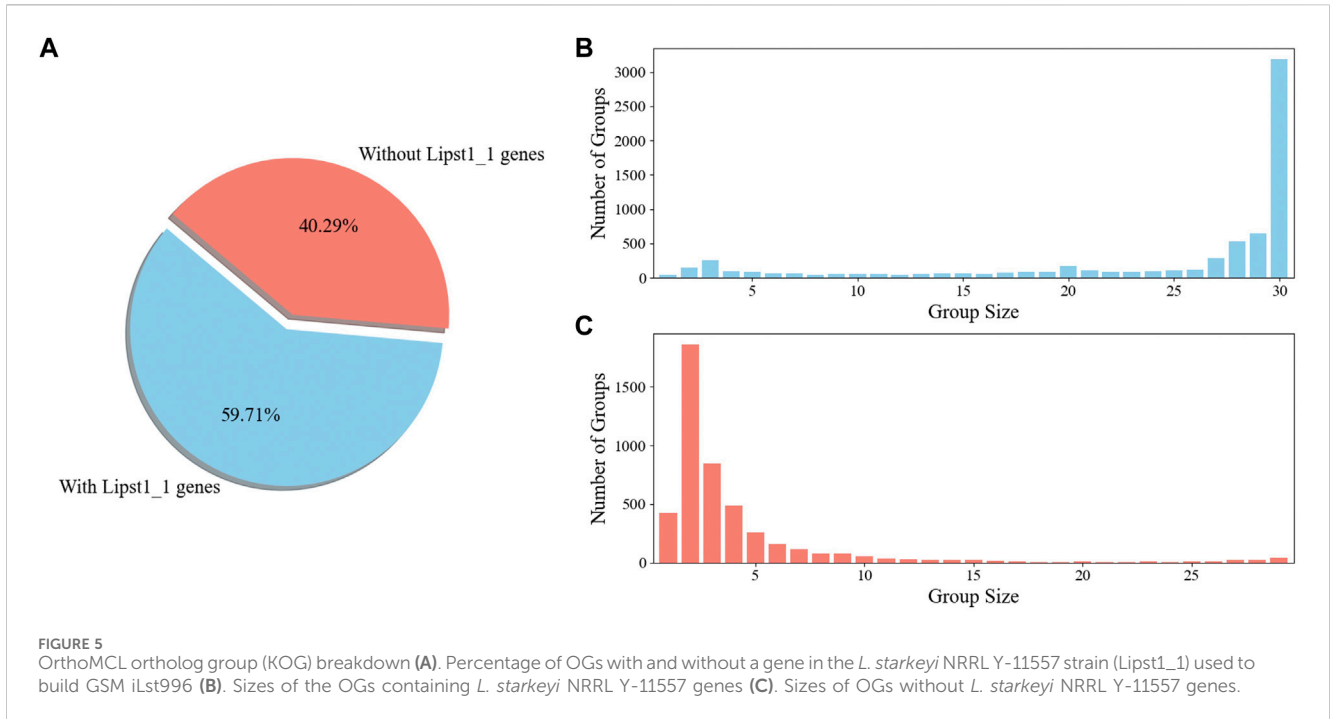 A
Without Lipst1_1 genes
40.29%
59.71%
With Lipst1_1 genes
B
Number of Groups
3000
2500
2000
1500
1000
500
0
5
10
15
20
25
30
Group Size
C
Number of Groups
1500
1000
500
0
5
10
15
20
25
Group Size
FIGURE 5
OrthoMCL ortholog group (KOG) breakdown (A). Percentage of OGs with and without a gene in the L. starkeyi NRRL Y-11557 strain (Lipst1_1) used to
build GSM iLst996 (B). Sizes of the OGs containing L. starkeyi NRRL Y-11557 genes (C). Sizes of OGs without L. starkeyi NRRL Y-11557 genes.